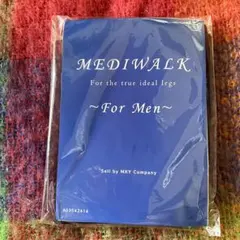 MEDIWALK
For the true ideal legs
~For Men~
Sell by MKY Company